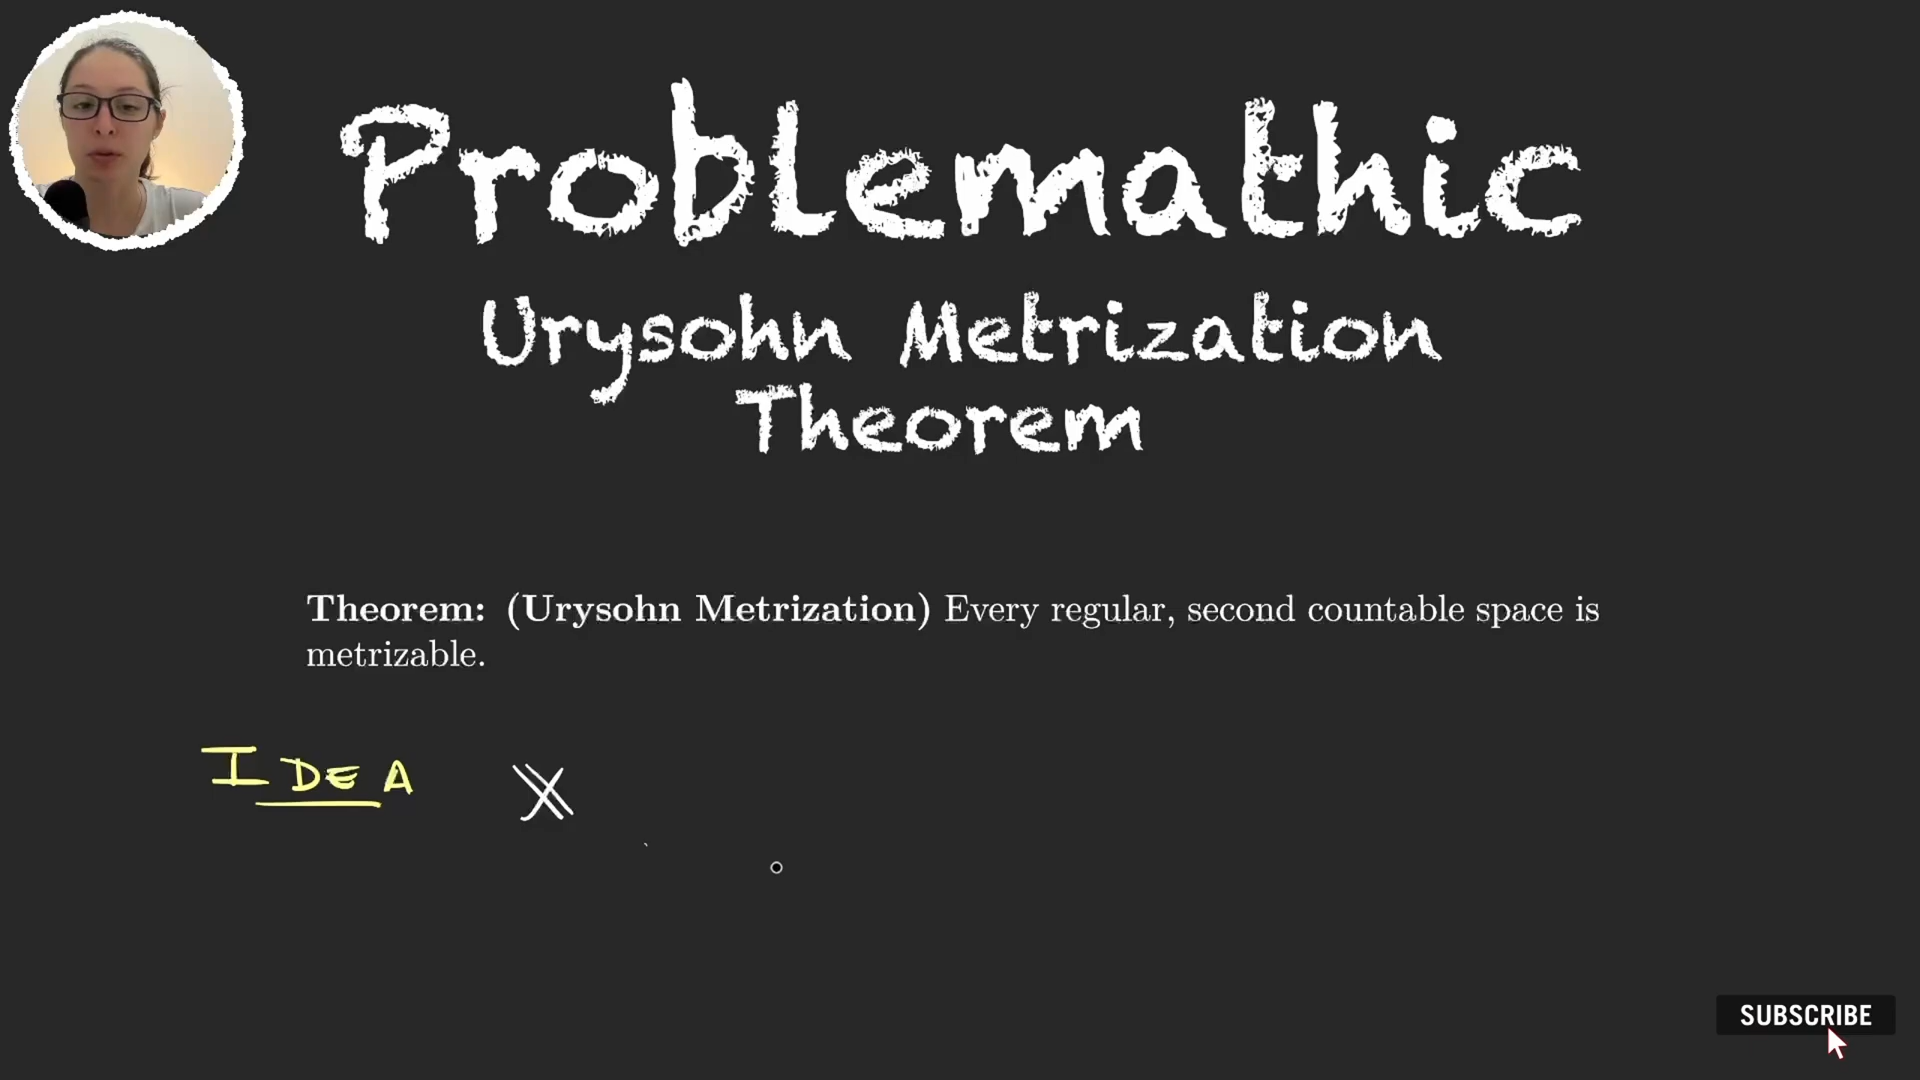 Problemathic
Urysohn Metrization
Theorem
Theorem: (Urysohn Metrization) Every regular, second countable space is
metrizable.
IDEA 𝕏
SUBSCRIBE